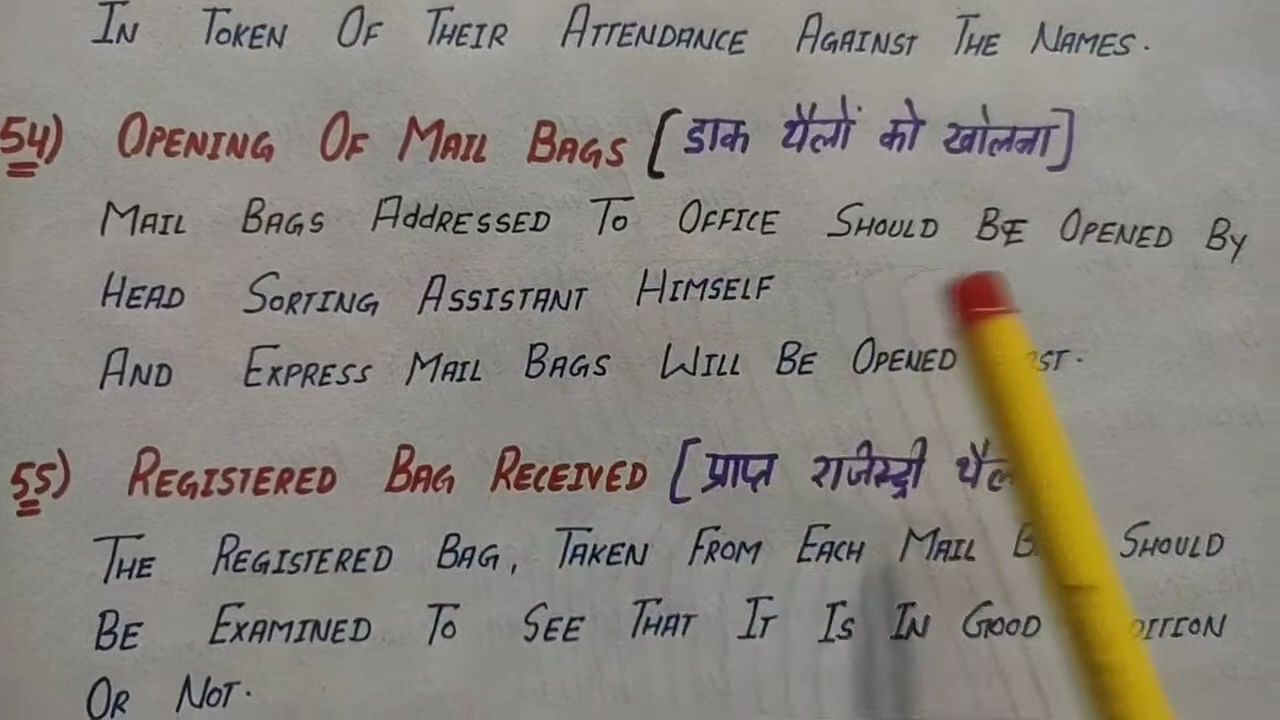 IN TOKEN OF THEIR ATTENDANCE AGAINST THE NAMES.
54) OPENING OF MAIL BAGS [डाक थैलों को खोलना]
MAIL BAGS ADDRESSED TO OFFICE SHOULD BE OPENED BY
HEAD SORTING ASSISTANT HIMSELF
AND EXPRESS MAIL BAGS WILL BE OPENED
55) REGISTERED BAG RECEIVED [प्राप्त राजिस्ट्री
THE REGISTERED BAG, TAKEN FROM EACH MAIL SHOULD
BE EXAMINED TO SEE THAT IT IS IN GOOD
OR NOT.